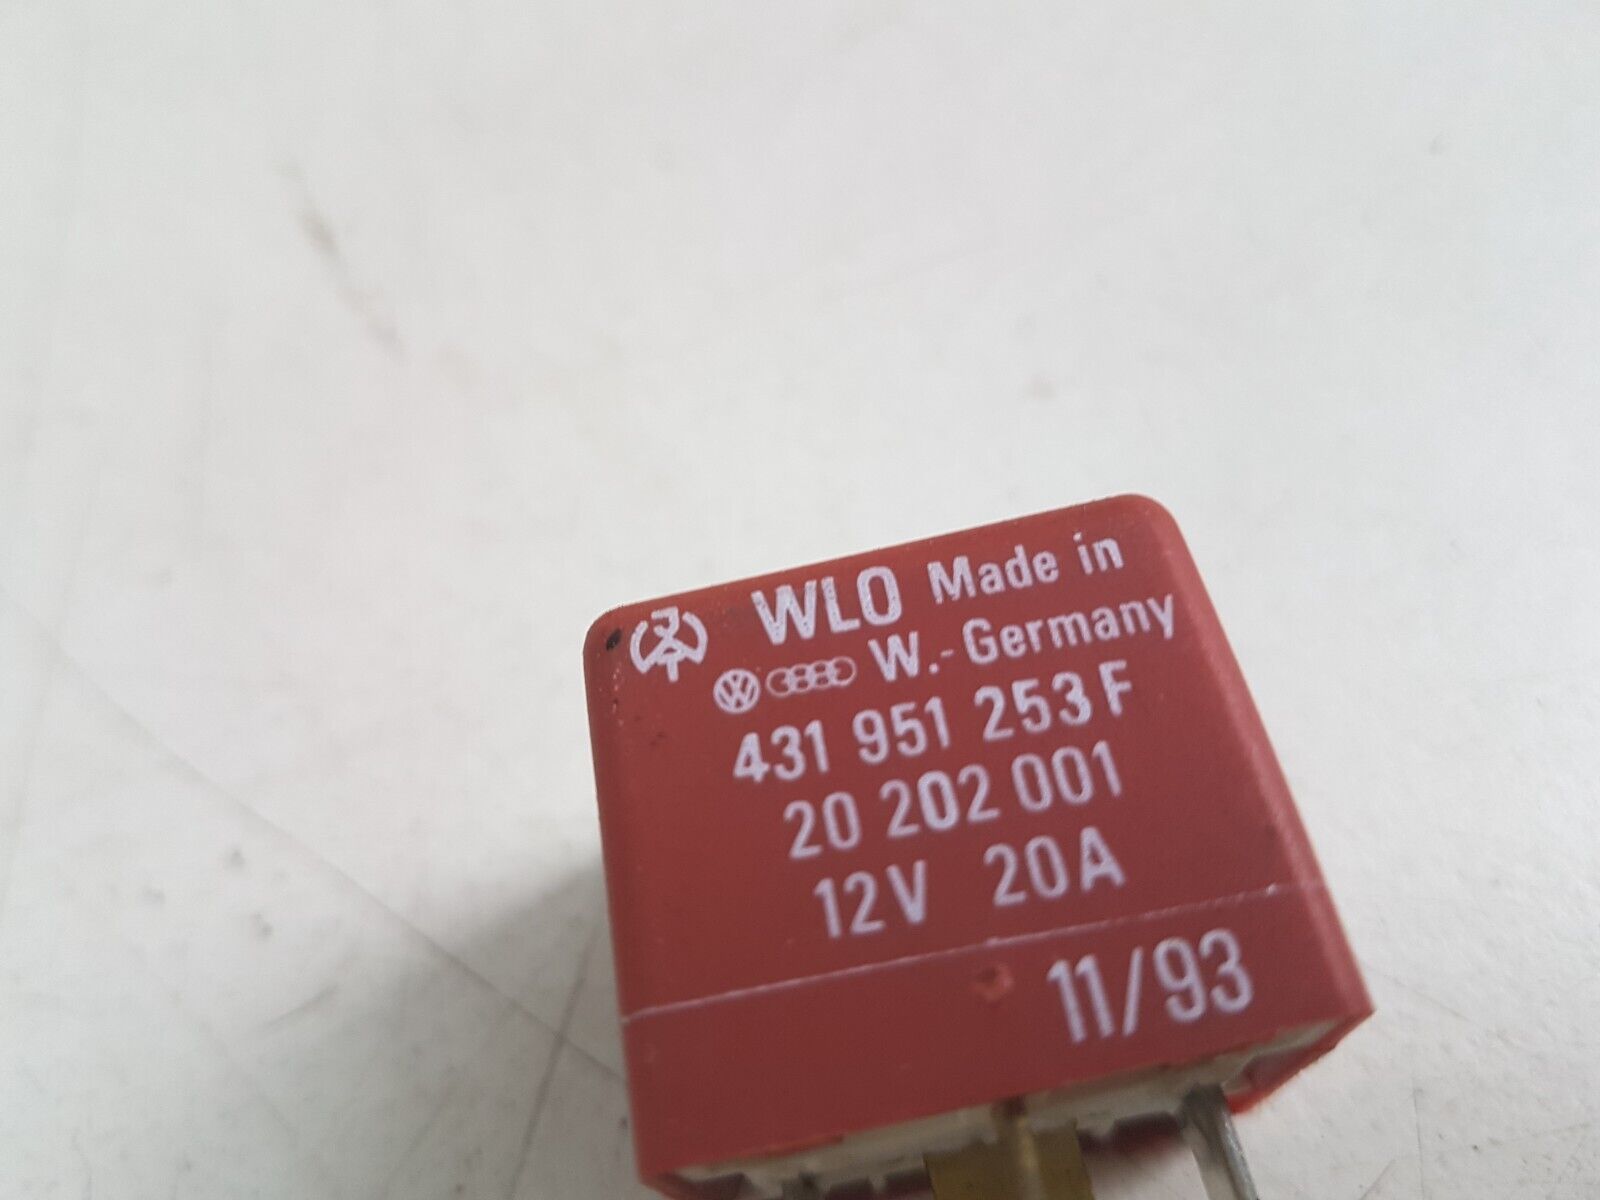 WLO Made in
W.-Germany
431 951 253 F
20 202 001
12V 20A
11/93